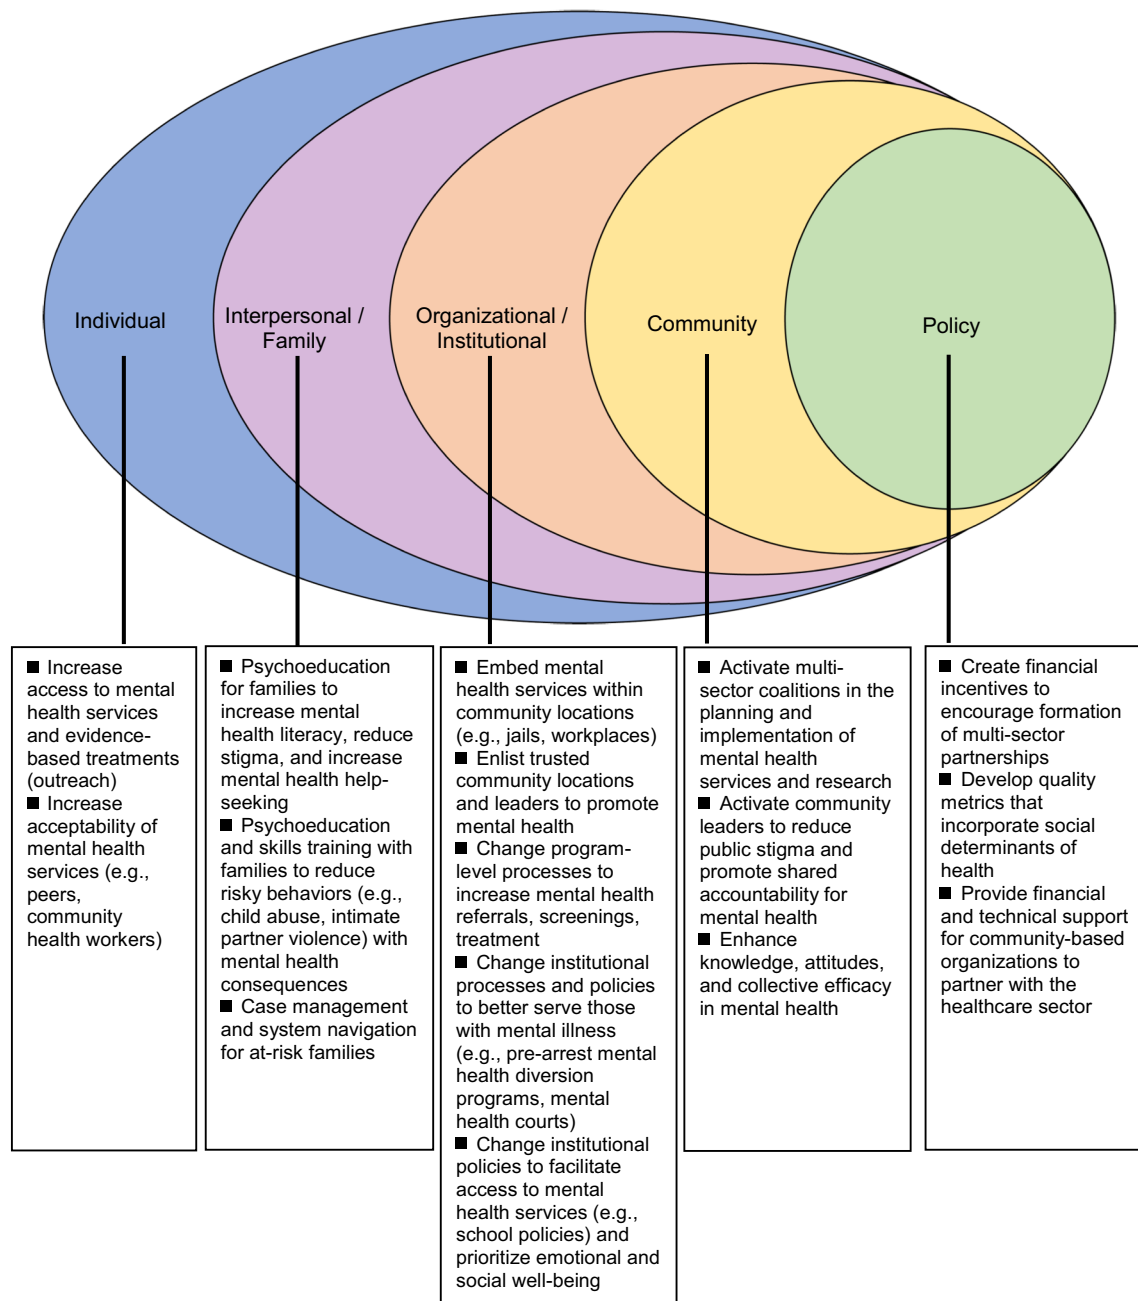 Individual
Interpersonal /
Family
Organizational /
Institutional
Community
Policy
■ Increase
access to mental
health services
and evidence-
based treatments
(outreach)
■ Increase
acceptability of
mental health
services (e.g.,
peers,
community
health workers)
■ Psychoeducation
for families to
increase mental
health literacy, reduce
stigma, and increase
mental health help-
seeking
■ Psychoeducation
and skills training with
families to reduce
risky behaviors (e.g.,
child abuse, intimate
partner violence) with
mental health
consequences
■ Case management
and system navigation
for at-risk families
■ Embed mental
health services within
community locations
(e.g., jails, workplaces)
■ Enlist trusted
community locations
and leaders to promote
mental health
■ Change program-
level processes to
increase mental health
referrals, screenings,
treatment
■ Change institutional
processes and policies
to better serve those
with mental illness
(e.g., pre-arrest mental
health diversion
programs, mental
health courts)
■ Change institutional
policies to facilitate
access to mental
health services (e.g.,
school policies) and
prioritize emotional and
social well-being
■ Activate multi-
sector coalitions in the
planning and
implementation of
mental health
services and research
■ Activate community
leaders to reduce
public stigma and
promote shared
accountability for
mental health
■ Enhance
knowledge, attitudes,
and collective efficacy
in mental health
■ Create financial
incentives to
encourage formation
of multi-sector
partnerships
■ Develop quality
metrics that
incorporate social
determinants of
health
■ Provide financial
and technical support
for community-based
organizations to
partner with the
healthcare sector